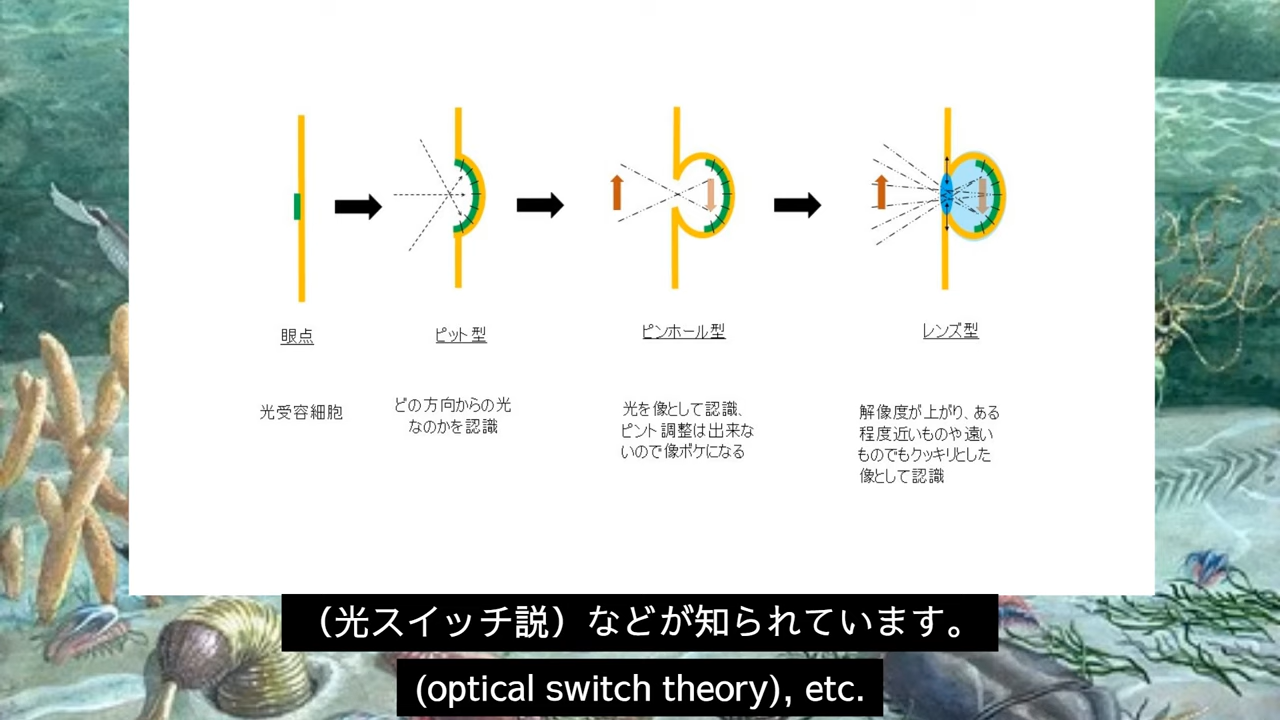 眼点
ピット型
ピンホール型
レンズ型
光受容細胞
どの方向からの光
なのかを認識
光を像として認識、
ピント調整は出来な
いので像ボケになる
解像度が上がり、ある
程度近いものや遠い
ものでもクッキリとした
像として認識
（光スイッチ説）などが知られています。
(optical switch theory), etc.